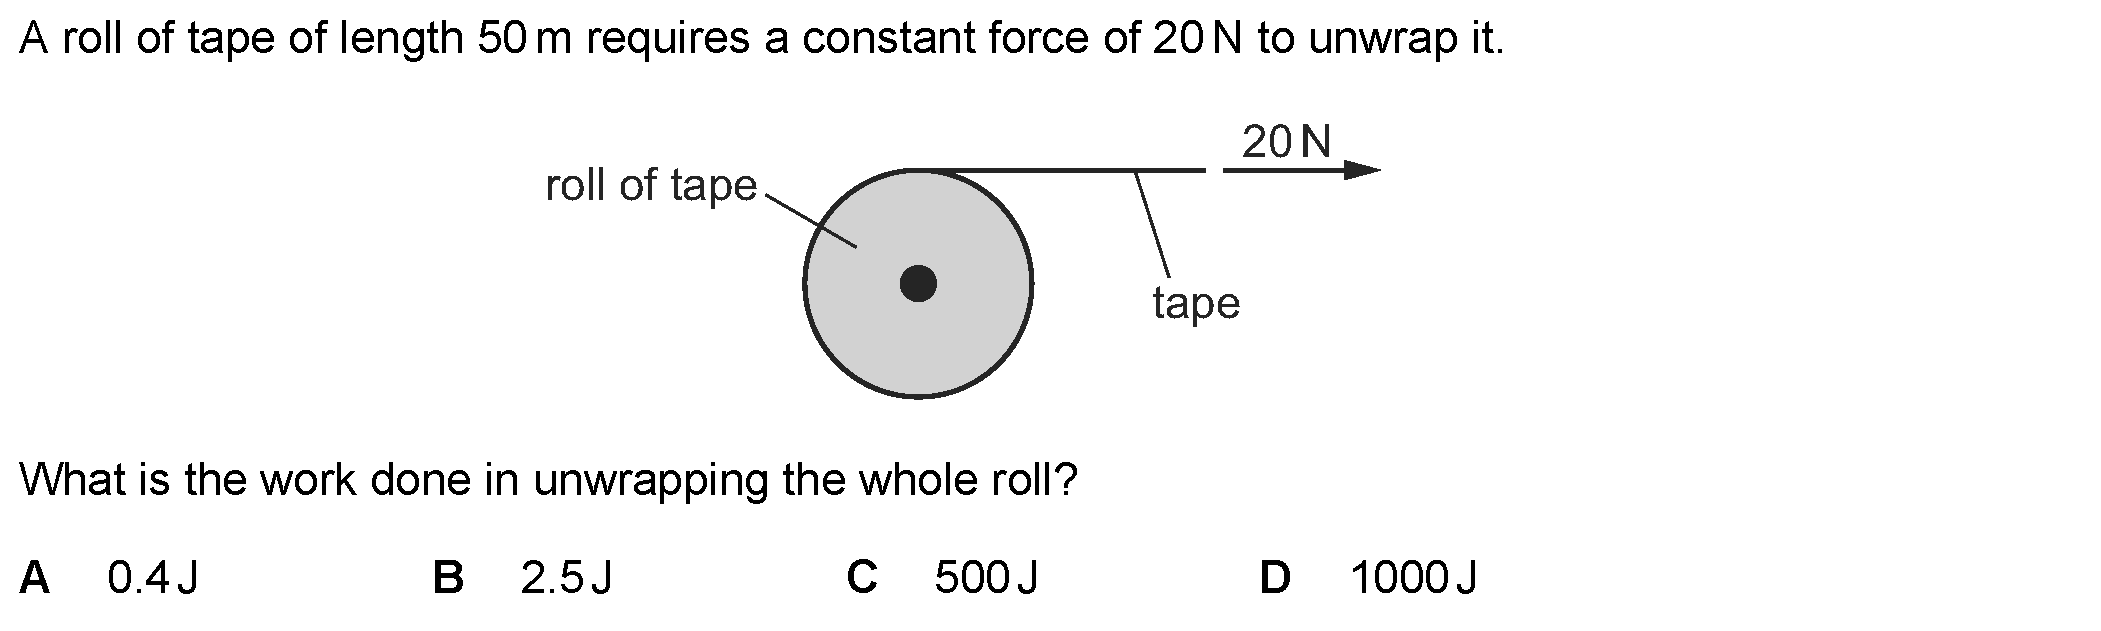 A roll of tape of length 50 m requires a constant force of 20 N to unwrap it.
20 N
roll of tape
tape
What is the work done in unwrapping the whole roll?
A 0.4 J B 2.5 J C 500 J D 1000 J